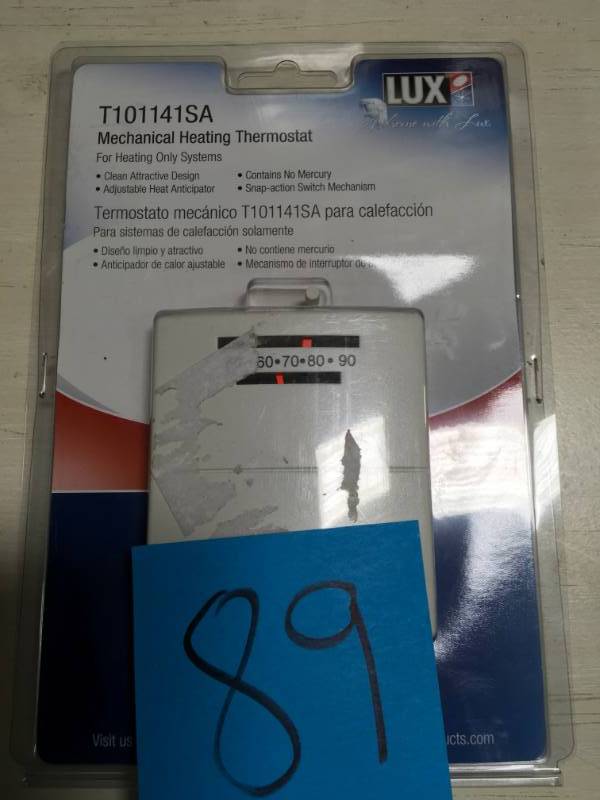 LUX
T101141SA
Mechanical Heating Thermostat
For Heating Only Systems
• Clean Attractive Design • Contains No Mercury
• Adjustable Heat Anticipator • Snap-action Switch Mechanism
Termostato mecánico T101141SA para calefacción
Para sistemas de calefacción solamente
• Diseño limpio y atractivo • No contiene mercurio
• Anticipador de calor ajustable • Mecanismo de interruptor de
60•70•80•90
89
Visit us